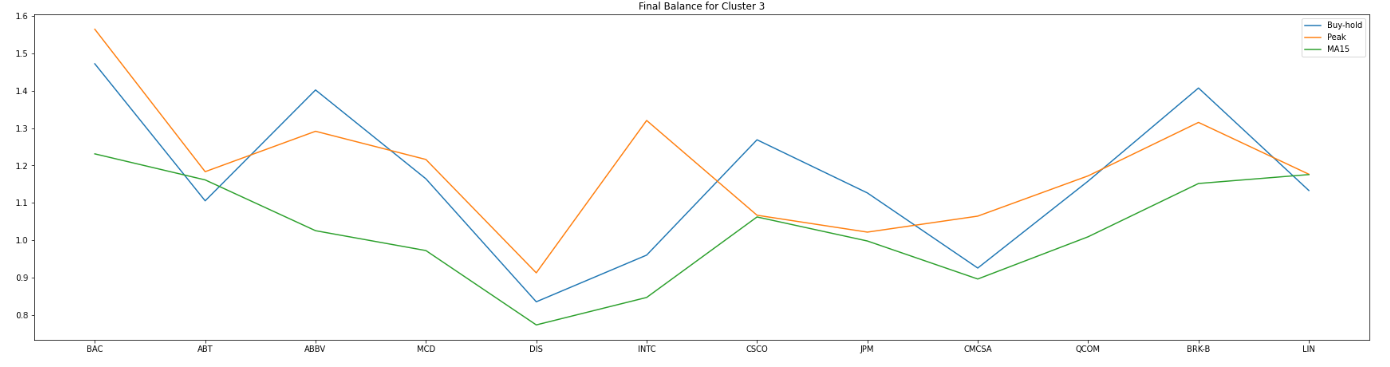 Final Balance for Cluster 3
1.6
1.5
1.4
1.3
1.2
1.1
1.0
0.9
0.8
Buy-hold
Peak
MA15
BAC ABT ABBV MCD DIS INTC CSCO JPM CMCSA QCOM BRK-B LIN